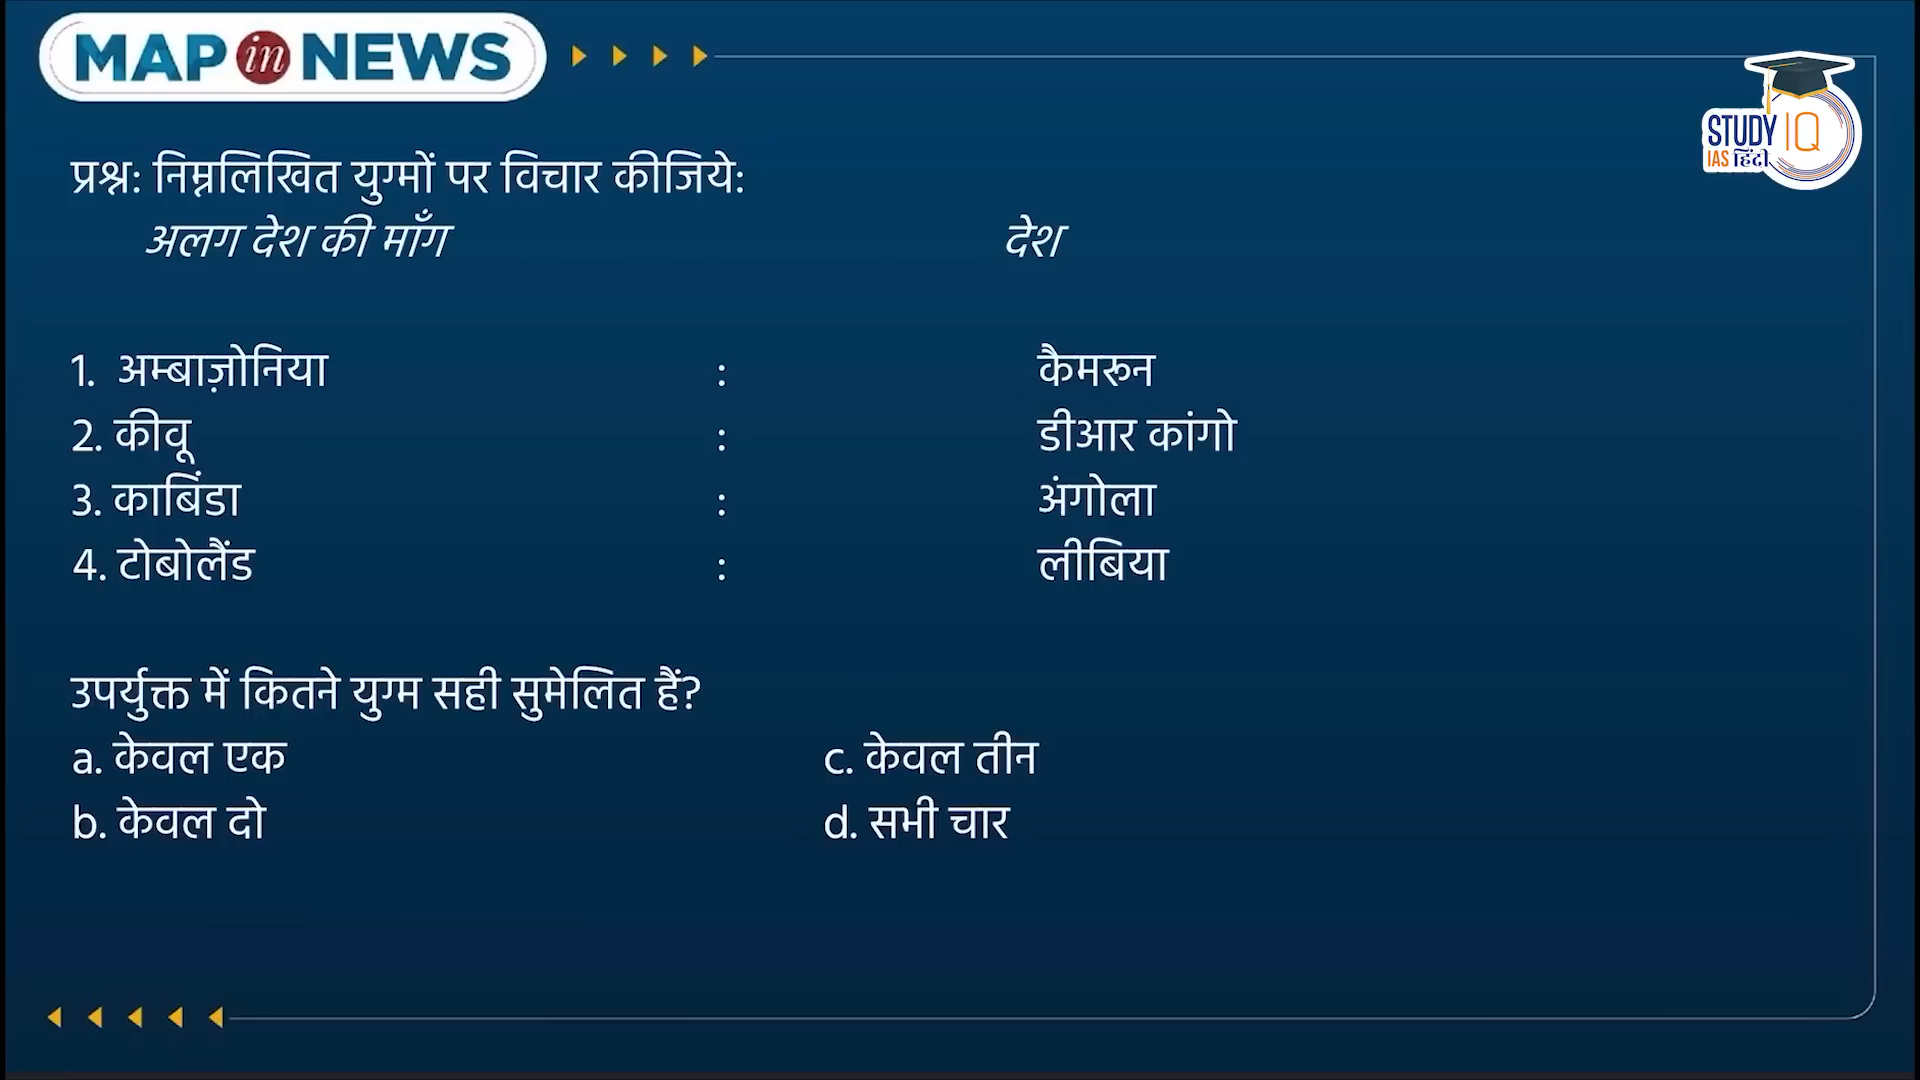 MAP in NEWS
STUDY IQ
IAS हिंदी
प्रश्न: निम्नलिखित युग्मों पर विचार कीजिये:
अलग देश की माँग देश
1. अम्बाज़ोनिया : कैमरून
2. कीवू : डीआर कांगो
3. काबिंडा : अंगोला
4. टोबोलैंड : लीबिया
उपर्युक्त में कितने युग्म सही सुमेलित हैं?
a. केवल एक c. केवल तीन
b. केवल दो d. सभी चार